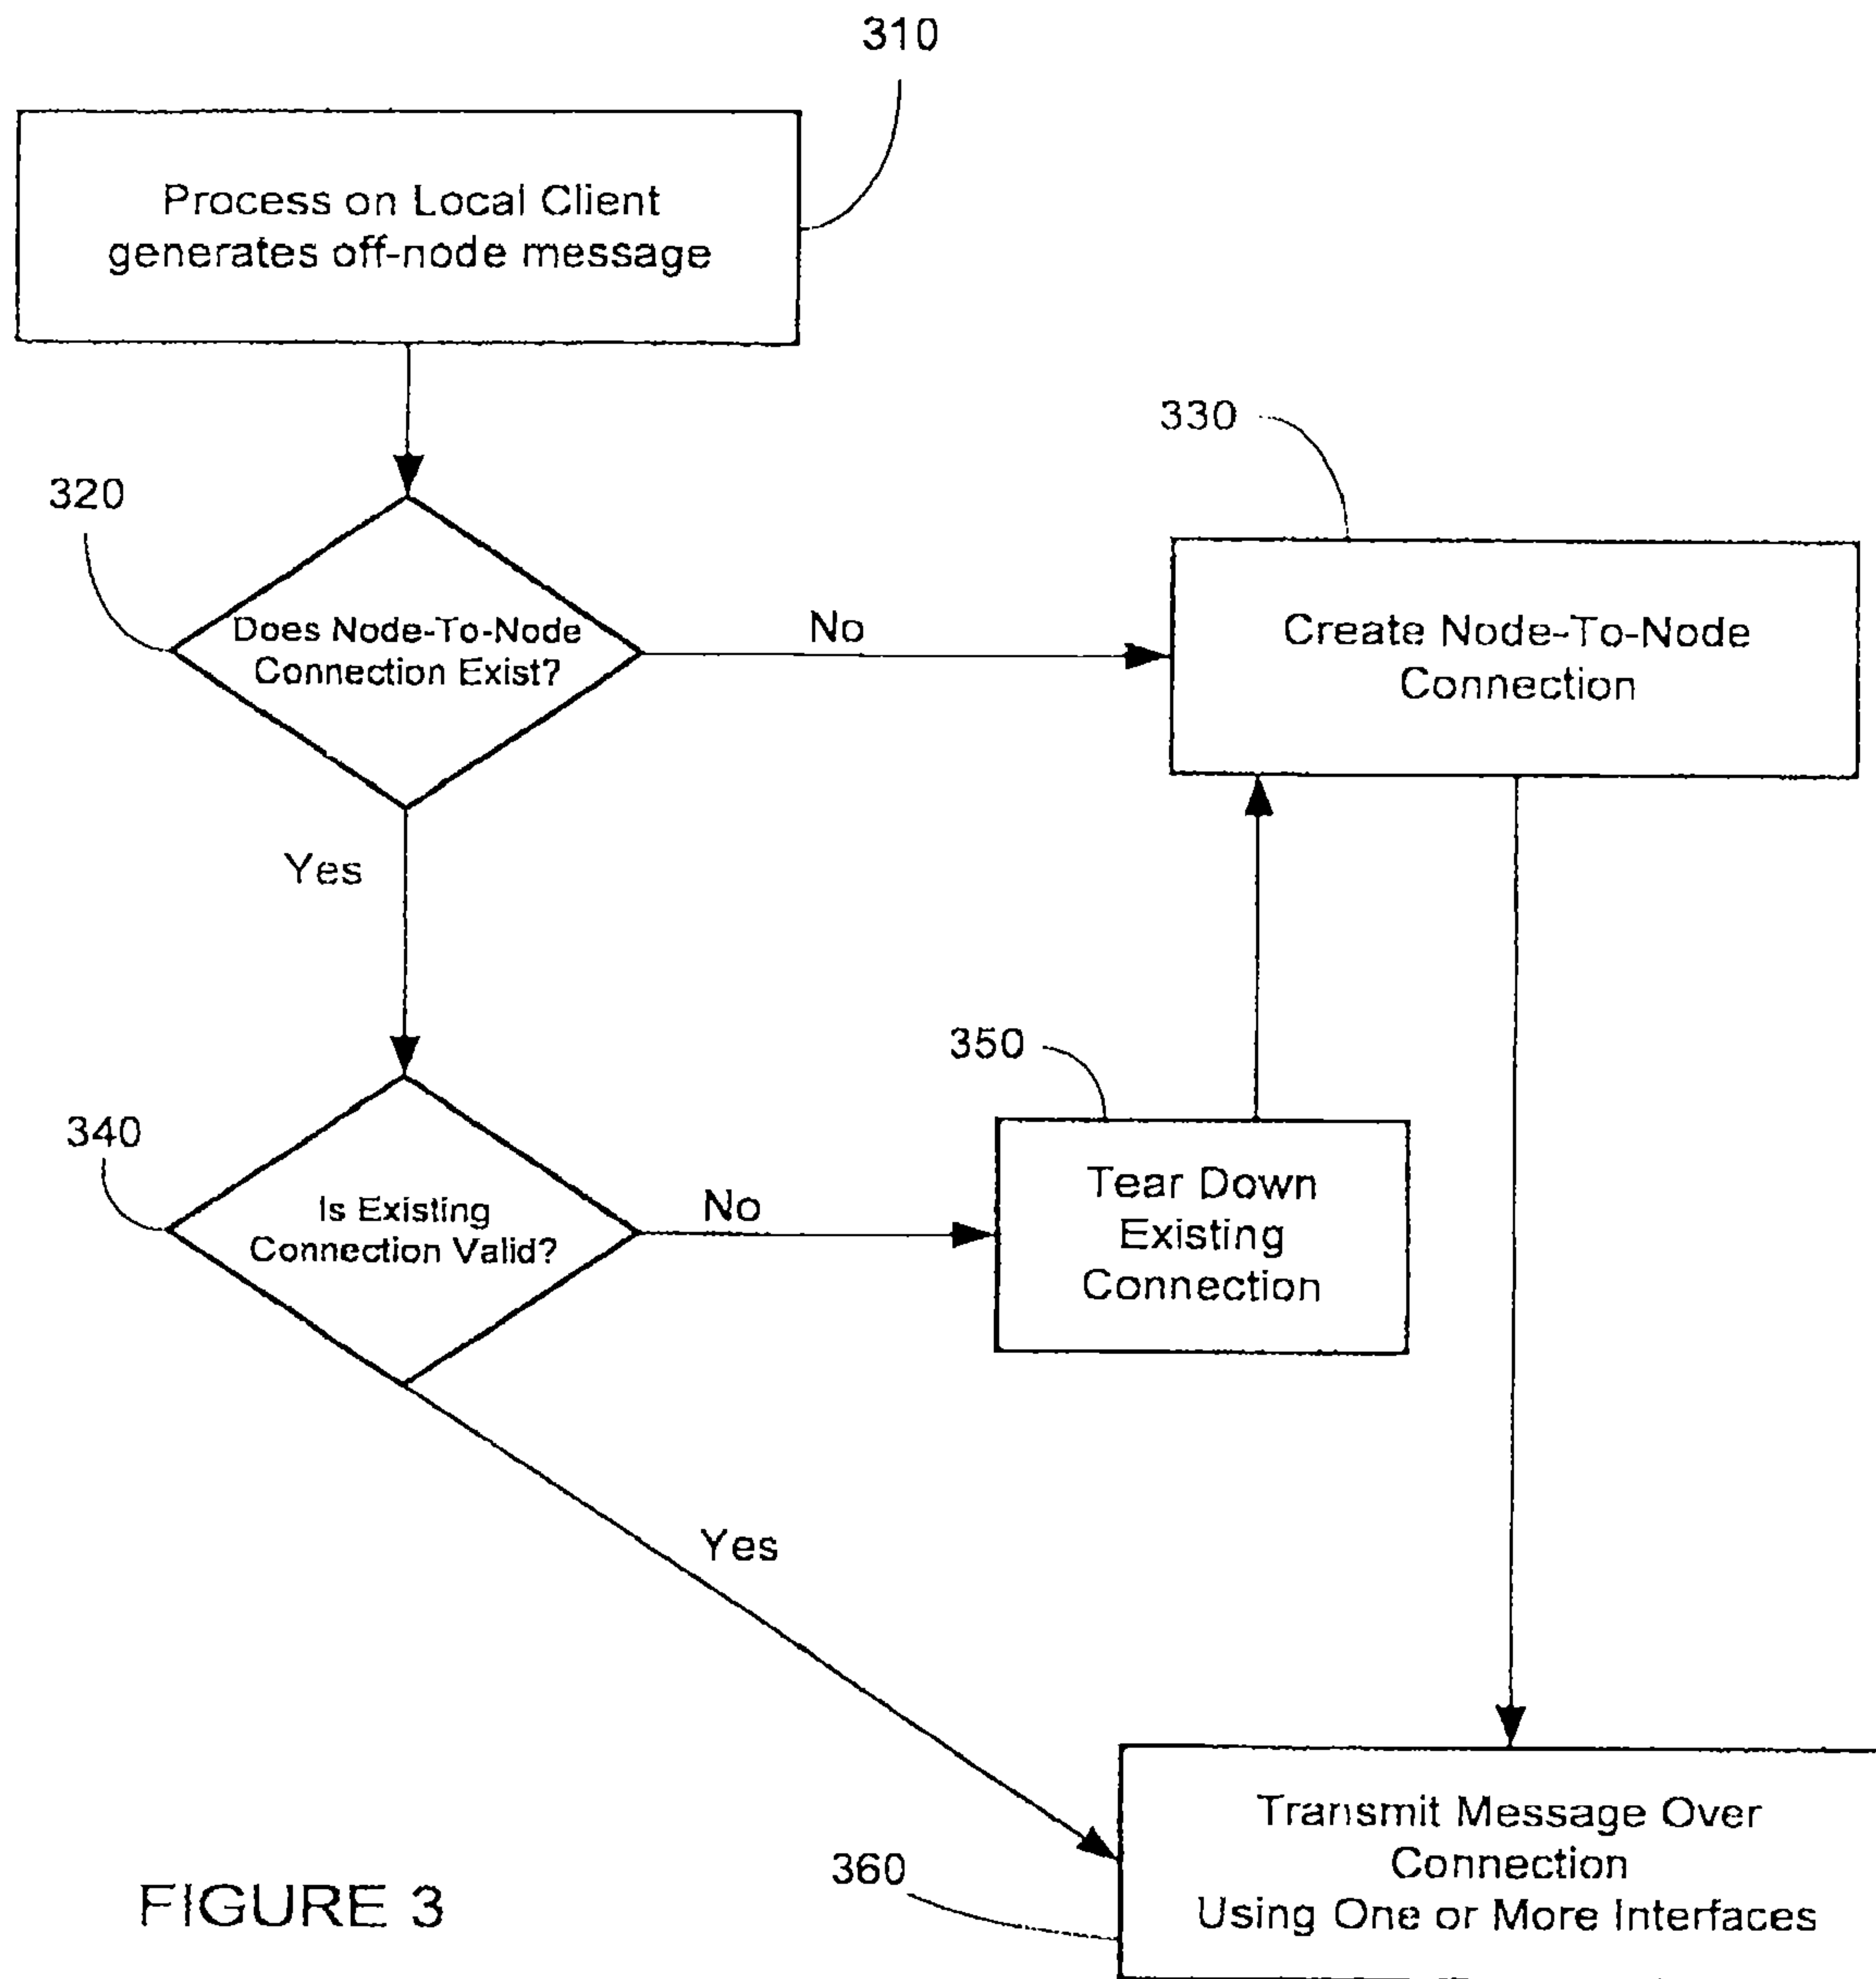 310
Process on Local Client
generates off-node message
320
Does Node-To-Node
Connection Exist?
No
330
Create Node-To-Node
Connection
Yes
340
Is Existing
Connection Valid?
No
350
Tear Down
Existing
Connection
Yes
360
Transmit Message Over
Connection
Using One or More Interfaces
FIGURE 3